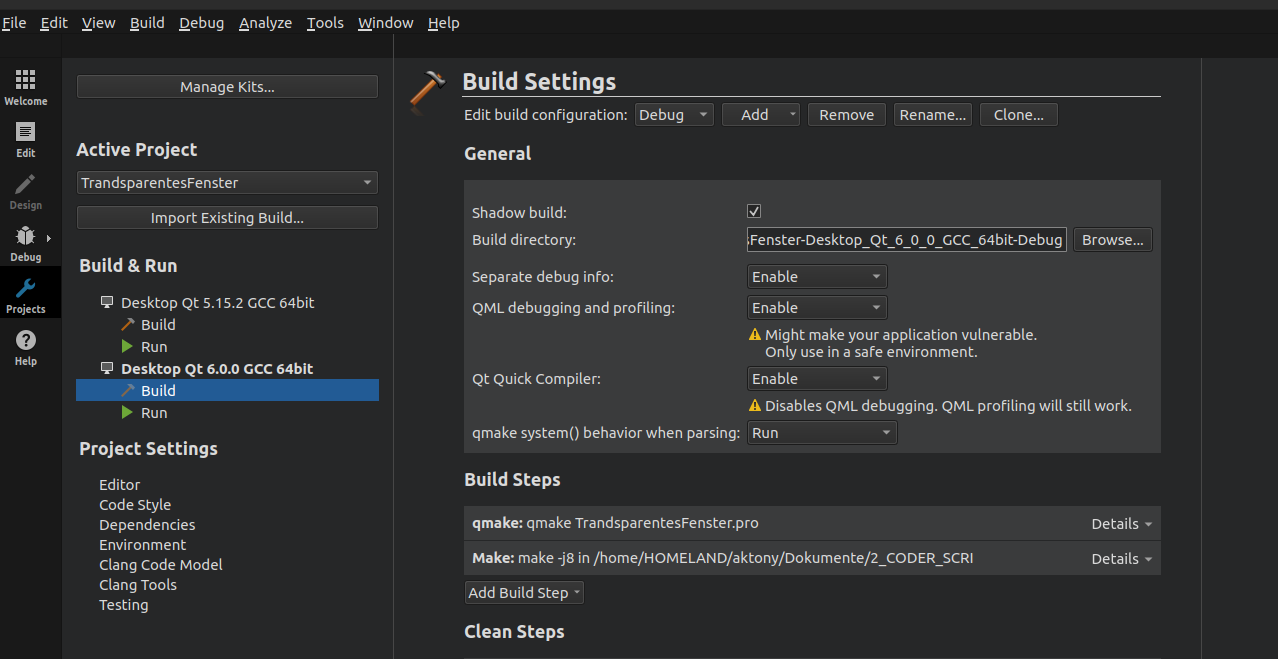 File Edit View Build Debug Analyze Tools Window Help
Welcome
Edit
Design
Debug
Projects
Help
Manage Kits...
Active Project
TrandsparentesFenster
Import Existing Build...
Build & Run
Desktop Qt 5.15.2 GCC 64bit
Build
Run
Desktop Qt 6.0.0 GCC 64bit
Build
Run
Project Settings
Editor
Code Style
Dependencies
Environment
Clang Code Model
Clang Tools
Testing
Build Settings
Edit build configuration: Debug Add Remove Rename... Clone...
General
Shadow build:
Build directory: sFenster-Desktop_Qt_6_0_0_GCC_64bit-Debug Browse...
Separate debug info: Enable
QML debugging and profiling: Enable
Might make your application vulnerable.
Only use in a safe environment.
Qt Quick Compiler: Enable
Disables QML debugging. QML profiling will still work.
qmake system() behavior when parsing: Run
Build Steps
qmake: qmake TrandsparentesFenster.pro Details
Make: make -j8 in /home/HOMELAND/aktony/Dokumente/2_CODER_SCRI Details
Add Build Step
Clean Steps